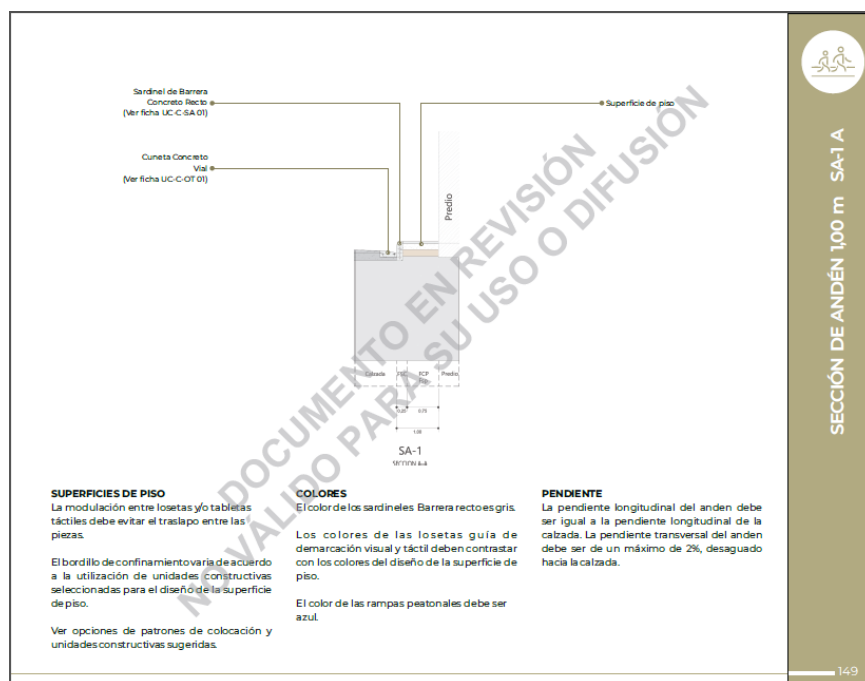 Sardinel de Barrera
Concreto Recto
(Ver ficha UC-C-SA 01)
Superficie de piso
Cuneta Concreto
Vial
(Ver ficha UC-C-OT 01)
Predio
Calzada
FCP
Predio
1.00
SA-1
SECCION A-A
SUPERFICIES DE PISO
La modulación entre losetas y/o tabletas
táctiles debe evitar el traslapo entre las
piezas.
El bordillo de confinamiento varia de acuerdo
a la utilización de unidades constructivas
seleccionadas para el diseño de la superficie
de piso.
Ver opciones de patrones de colocación y
unidades constructivas sugeridas.
COLORES
El color de los sardineles Barrera recto es gris.
Los colores de las losetas guía de
demarcación visual y táctil deben contrastar
con los colores del diseño de la superficie de
piso.
El color de las rampas peatonales debe ser
azul.
PENDIENTE
La pendiente longitudinal del anden debe
ser igual a la pendiente longitudinal de la
calzada. La pendiente transversal del anden
debe ser de un máximo de 2%, desaguado
hacia la calzada.
DOCUMENTO EN REVISIÓN
NO VÁLIDO PARA SU USO O DIFUSIÓN
SECCIÓN DE ANDÉN 1,00 m SA-1 A
149